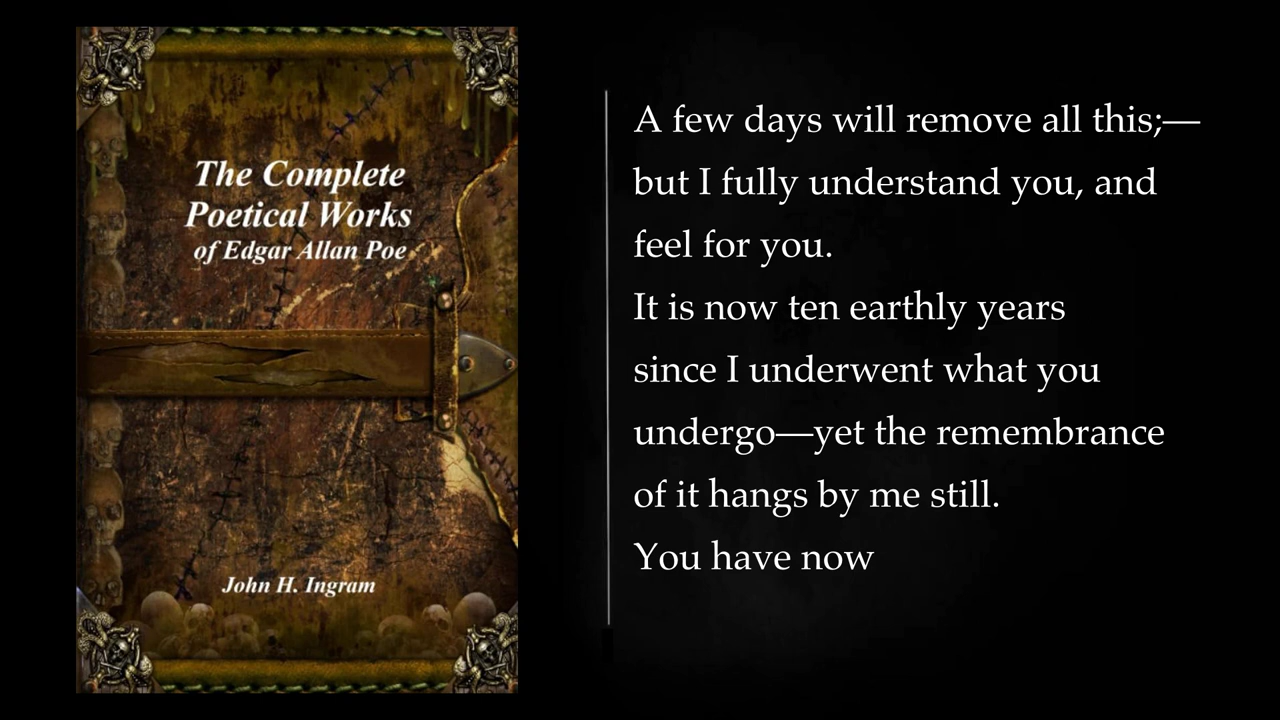 The Complete
Poetical Works
of Edgar Allan Poe
John H. Ingram
A few days will remove all this;—
but I fully understand you, and
feel for you.
It is now ten earthly years
since I underwent what you
undergo—yet the remembrance
of it hangs by me still.
You have now